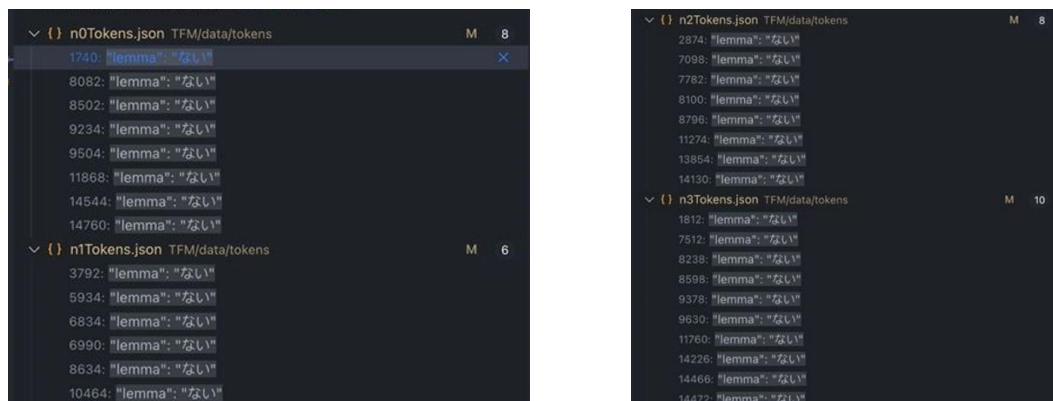 n0Tokens.json TFM/data/tokens M 8
1740: "lemma": "ない"
8082: "lemma": "ない"
8502: "lemma": "ない"
9234: "lemma": "ない"
9504: "lemma": "ない"
11868: "lemma": "ない"
14544: "lemma": "ない"
14760: "lemma": "ない"
n1Tokens.json TFM/data/tokens M 6
3792: "lemma": "ない"
5934: "lemma": "ない"
6834: "lemma": "ない"
6990: "lemma": "ない"
8634: "lemma": "ない"
10464: "lemma": "ない"
n2Tokens.json TFM/data/tokens M 8
2874: "lemma": "ない"
7098: "lemma": "ない"
7782: "lemma": "ない"
8100: "lemma": "ない"
8796: "lemma": "ない"
11274: "lemma": "ない"
13854: "lemma": "ない"
14130: "lemma": "ない"
n3Tokens.json TFM/data/tokens M 10
1812: "lemma": "ない"
7512: "lemma": "ない"
8238: "lemma": "ない"
8598: "lemma": "ない"
9378: "lemma": "ない"
9630: "lemma": "ない"
11760: "lemma": "ない"
14226: "lemma": "ない"
14466: "lemma": "ない"
14472: "lemma": "ない"